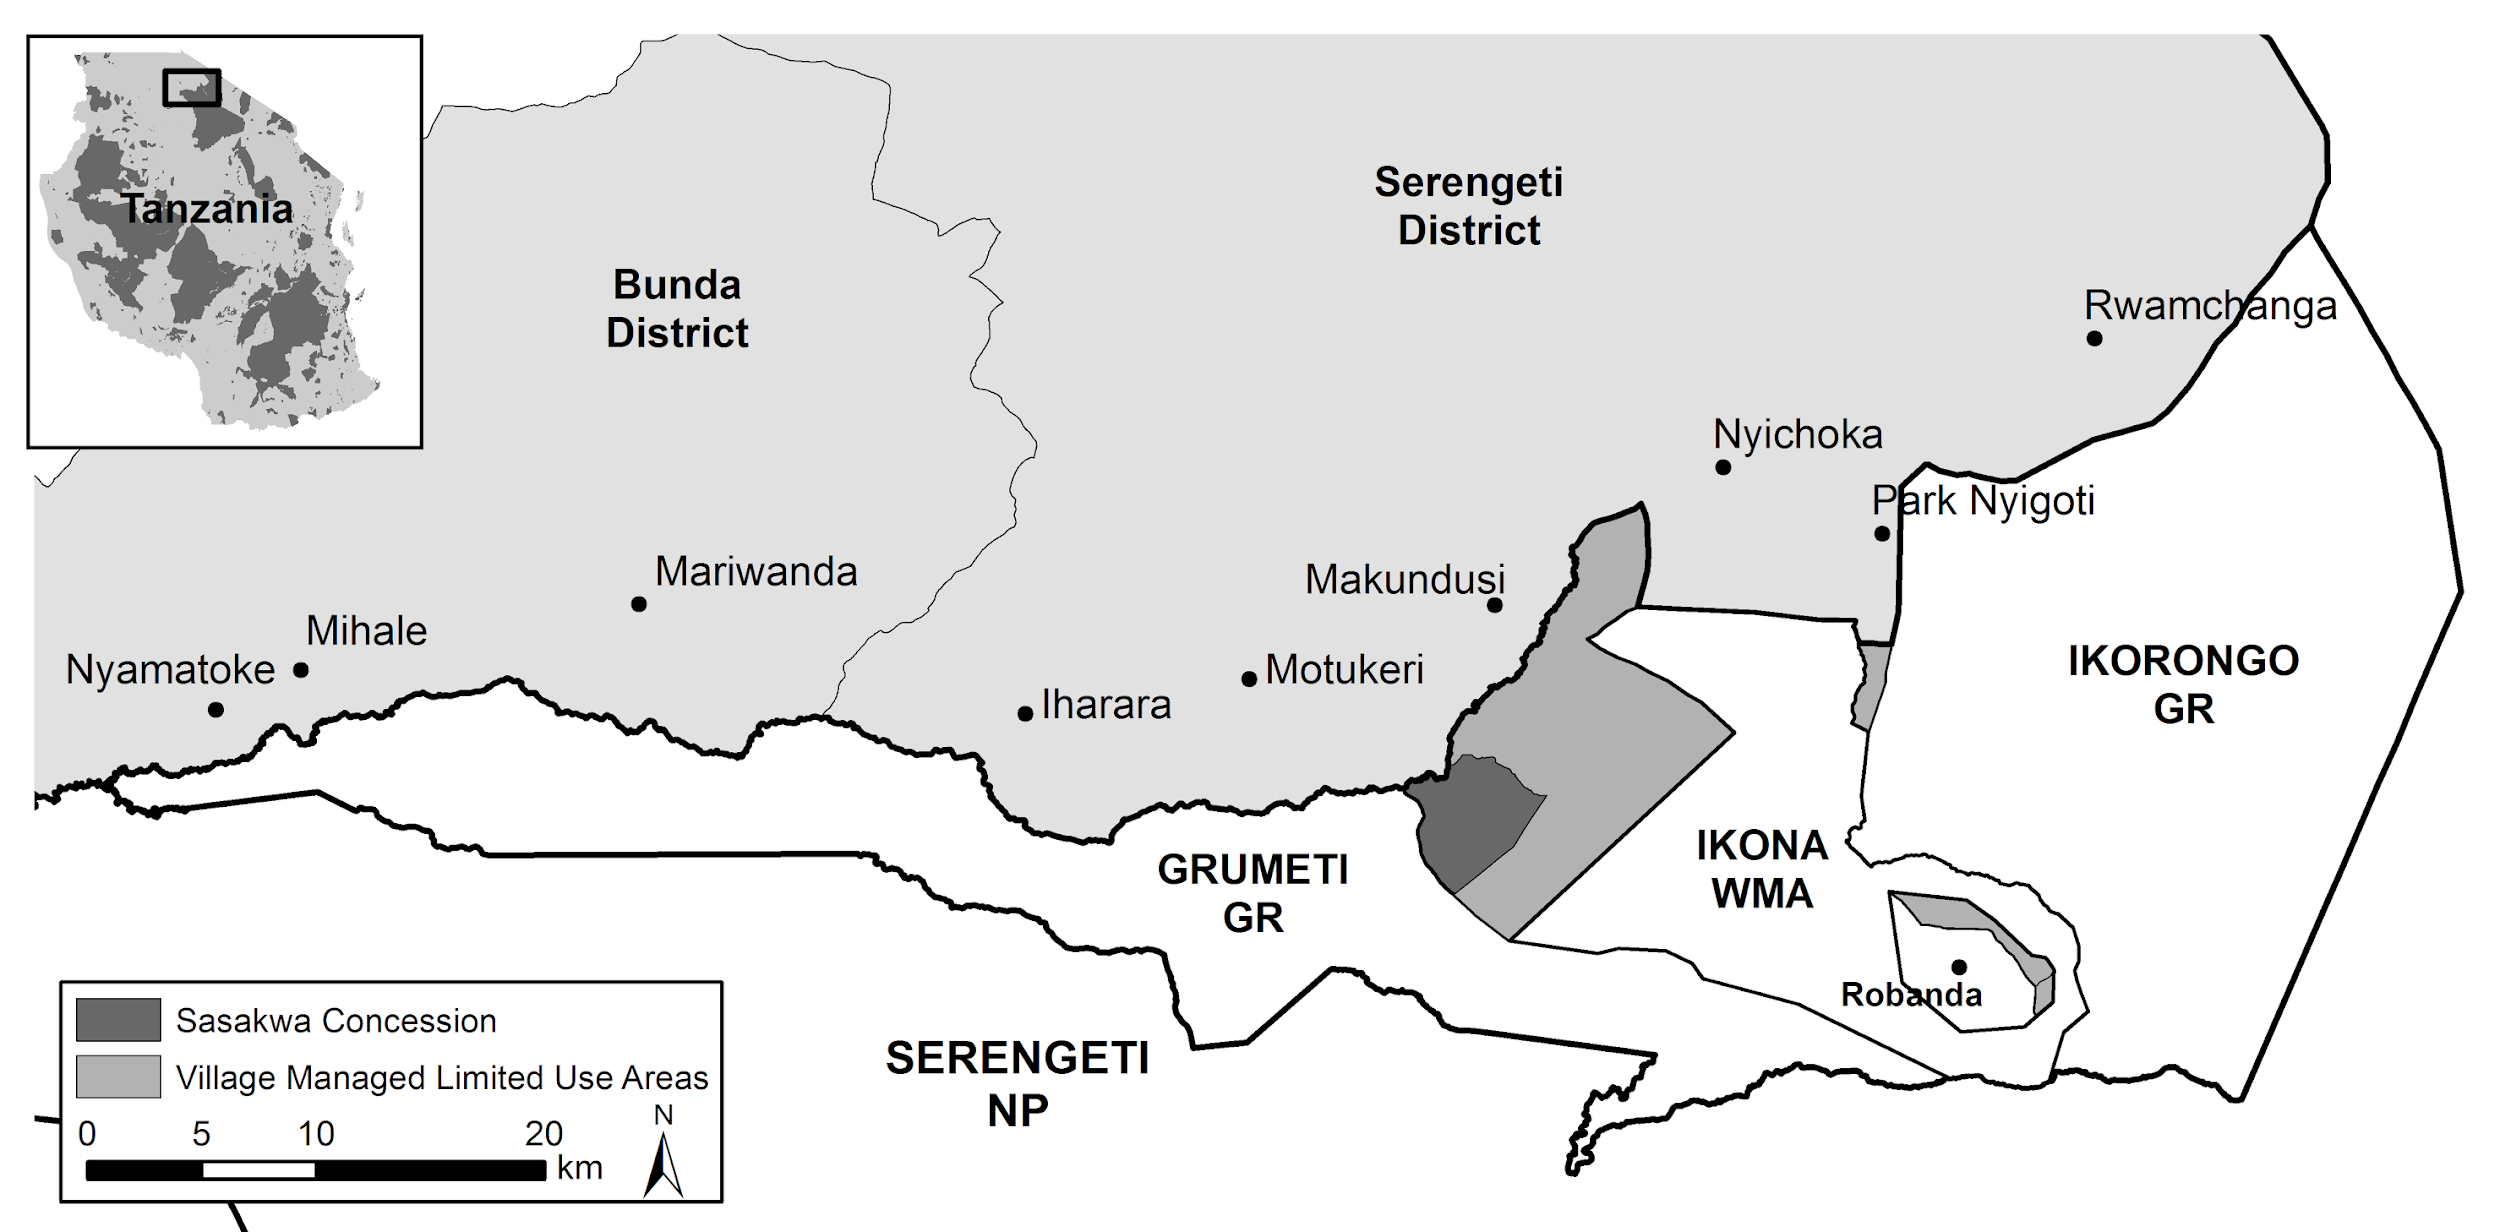 Tanzania
Serengeti
District
Bunda
District
Rwamchanga
Nyichoka
Park Nyigoti
Mariwanda
Makundusi
Mihale
Nyamatoke
Motukeri
Iharara
IKORONGO
GR
GRUMETI
GR
IKONA
WMA
Robanda
SERENGETI
NP
Sasakwa Concession
Village Managed Limited Use Areas
N
0 5 10 20
km